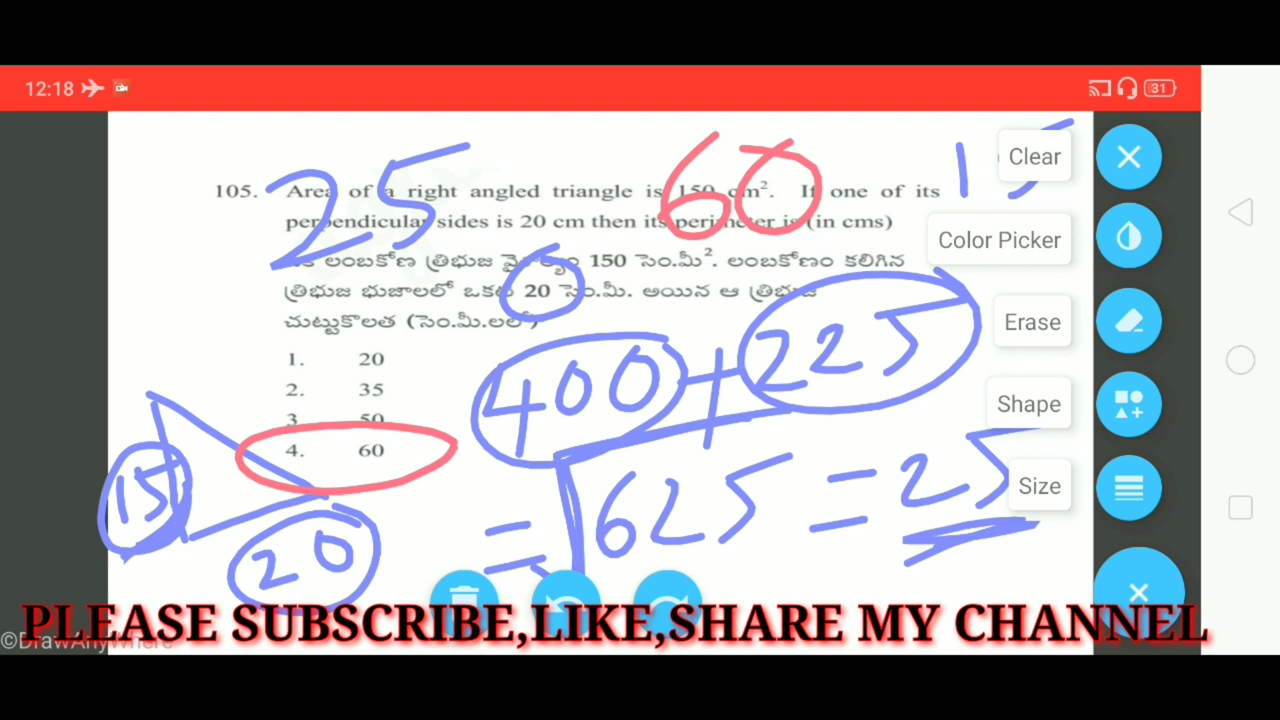 12:18
31
25
60
15
Clear
105. Area of a right angled triangle is 150 cm². If one of its
perpendicular sides is 20 cm then its perimeter is (in cms)
Color Picker
లంబకోణ త్రిభుజ వైశాల్యం 150 సెం.మీ². లంబకోణం కలిగిన
త్రిభుజ భుజాలలో ఒకటి 20 సెం.మీ. అయిన ఆ త్రిభుజ
చుట్టుకొలత (సెం.మీ.లలో)
Erase
1. 20
2. 35
3. 50
4. 60
400 + 225
Shape
15
20
= √625 = 25
Size
PLEASE SUBSCRIBE,LIKE,SHARE MY CHANNEL
©DrawAnyWhere